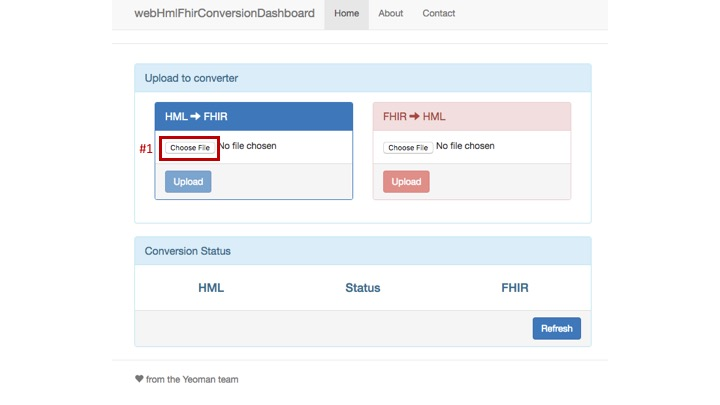 webHmlFhirConversionDashboard Home About Contact
Upload to converter
HML ➔ FHIR FHIR ➔ HML
#1 Choose File No file chosen Choose File No file chosen
Upload Upload
Conversion Status
HML Status FHIR
Refresh
♥ from the Yeoman team